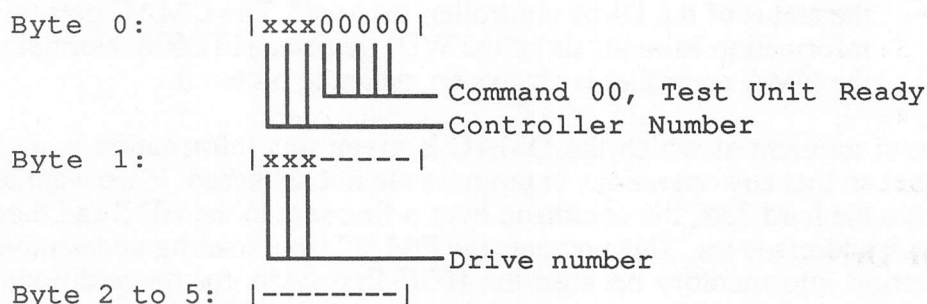 Byte 0: |xxx00000|
Command 00, Test Unit Ready
Controller Number
Byte 1: |xxx-----|
Drive number
Byte 2 to 5: |--------|